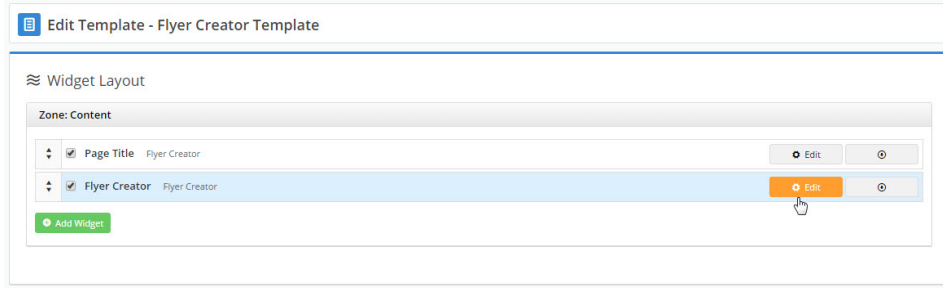 Edit Template - Flyer Creator Template
Widget Layout
Zone: Content
Page Title Flyer Creator Edit
Flyer Creator Flyer Creator Edit
Add Widget